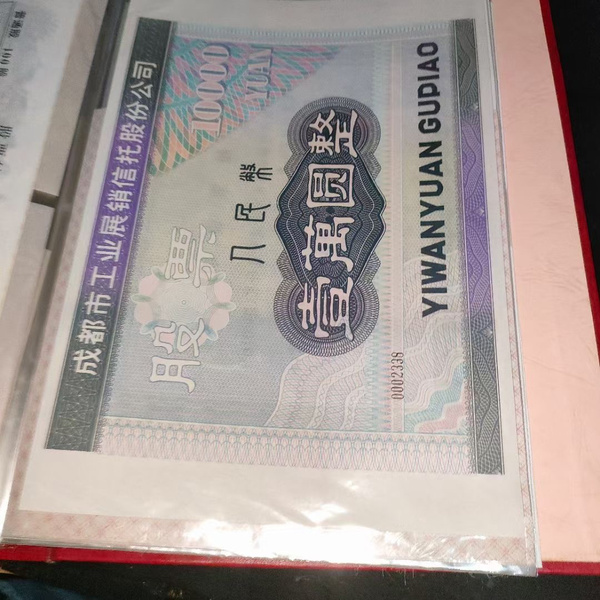 成都市工业展销信托股份公司
10000
YUAN
股票
人民币
壹萬圆整
YIWANYUAN GUPIAO
0002338